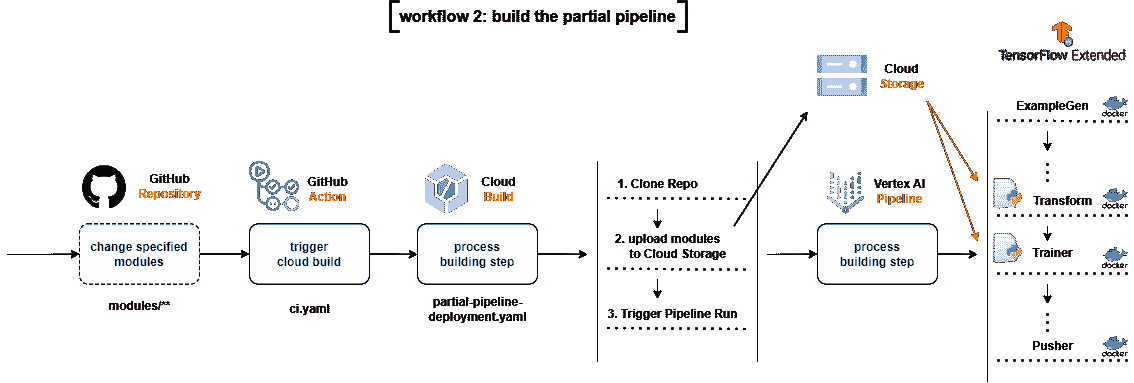 workflow 2: build the partial pipeline
GitHub
Repository
change specified
modules
modules/**
GitHub
Action
trigger
cloud build
ci.yaml
Cloud
Build
process
building step
partial-pipeline-
deployment.yaml
1. Clone Repo
2. upload modules
to Cloud Storage
3. Trigger Pipeline Run
Cloud
Storage
Vertex AI
Pipeline
process
building step
TensorFlow Extended
ExampleGen
docker
Transform
docker
Trainer
docker
Pusher
docker